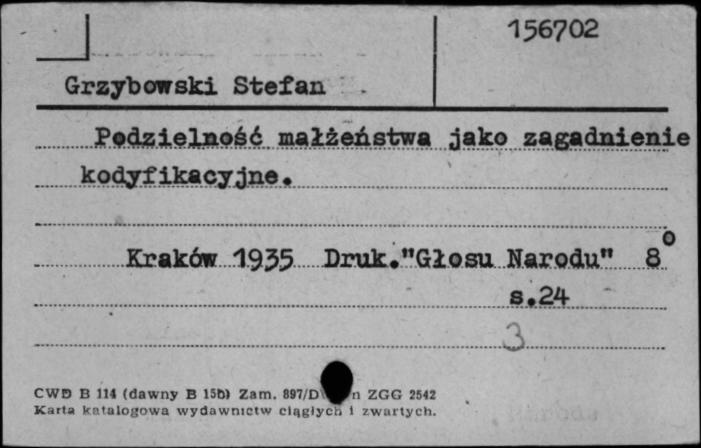 156702
Grzybowski Stefan
Podzielność małżeństwa jako zagadnienie
kodyfikacyjne.
Kraków 1935 Druk."Głosu Narodu" 8°
s.24
3
CWD B 114 (dawny B 15b) Zam. 897/D n ZGG 2542
Karta katalogowa wydawnictw ciągłych i zwartych.